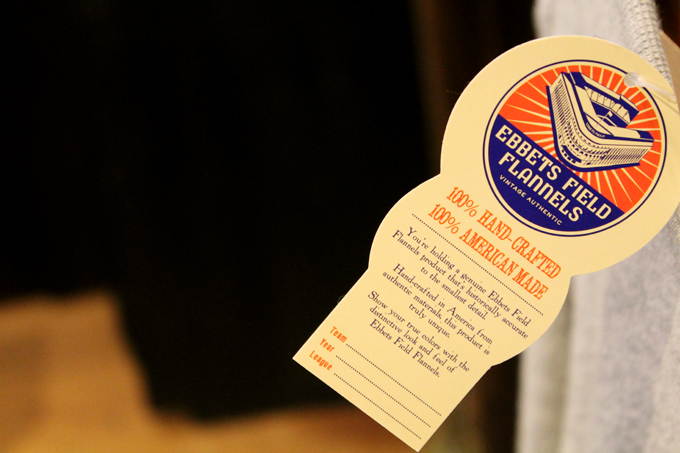 EBBETS FIELD
FLANNELS
VINTAGE AUTHENTIC
100% HAND-CRAFTED
100% AMERICAN MADE
You're holding a genuine Ebbets Field
Flannels product that's historically accurate
to the smallest detail.
Hand-crafted in America from
authentic materials, this product is
truly unique.
Show your true colors with the
distinctive look and feel of
Ebbets Field Flannels.
Team
Year
League